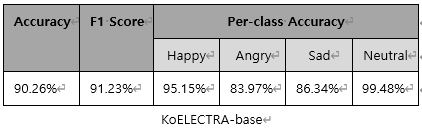 Accuracy F1 Score Per-class Accuracy
Happy Angry Sad Neutral
90.26% 91.23% 95.15% 83.97% 86.34% 99.48%
KoELECTRA-base